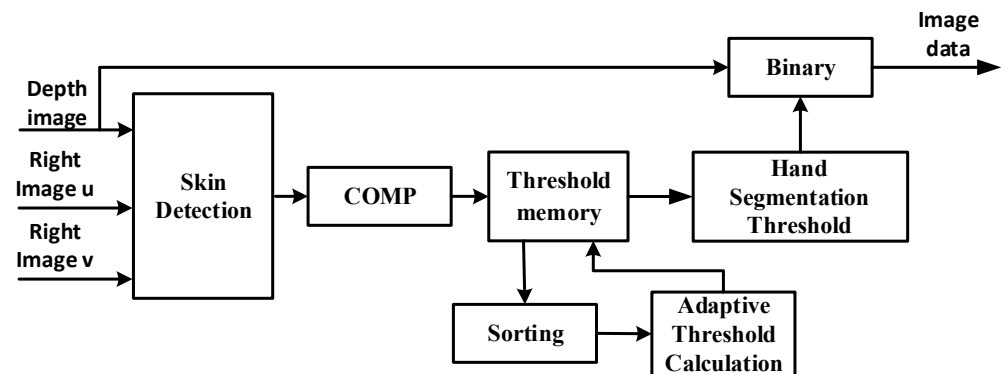 Image
data
Binary
Depth
image
Right
Image u
Right
Image v
Skin
Detection
COMP
Threshold
memory
Hand
Segmentation
Threshold
Sorting
Adaptive
Threshold
Calculation